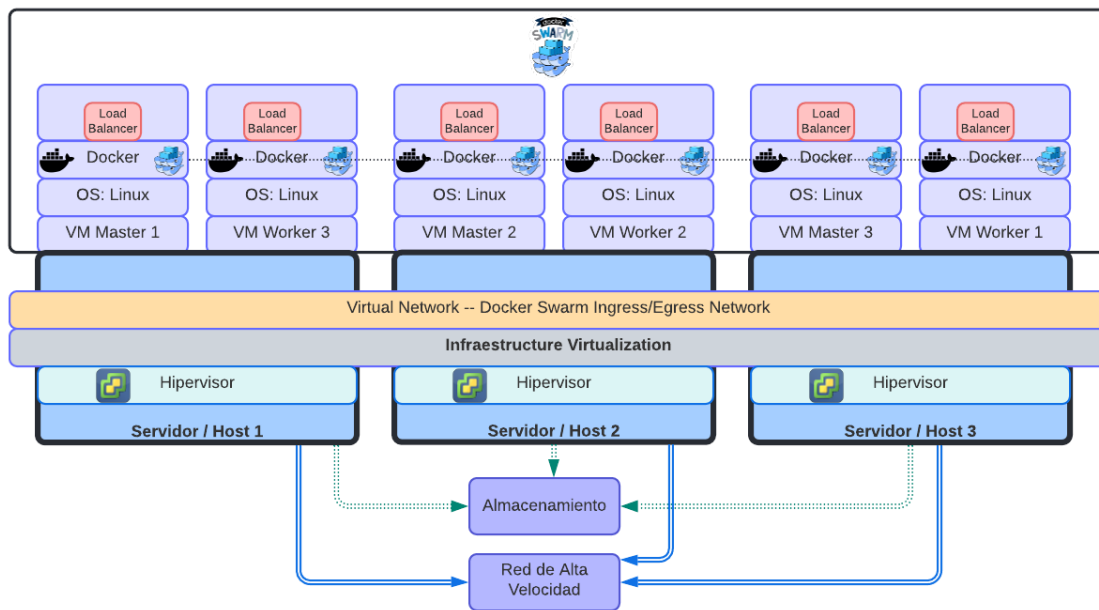 docker
SWARM
Load
Balancer
Load
Balancer
Load
Balancer
Load
Balancer
Load
Balancer
Load
Balancer
Docker
Docker
Docker
Docker
Docker
Docker
OS: Linux
OS: Linux
OS: Linux
OS: Linux
OS: Linux
OS: Linux
VM Master 1
VM Worker 3
VM Master 2
VM Worker 2
VM Master 3
VM Worker 1
Virtual Network -- Docker Swarm Ingress/Egress Network
Infraestructure Virtualization
Hipervisor
Hipervisor
Hipervisor
Servidor / Host 1
Servidor / Host 2
Servidor / Host 3
Almacenamiento
Red de Alta
Velocidad